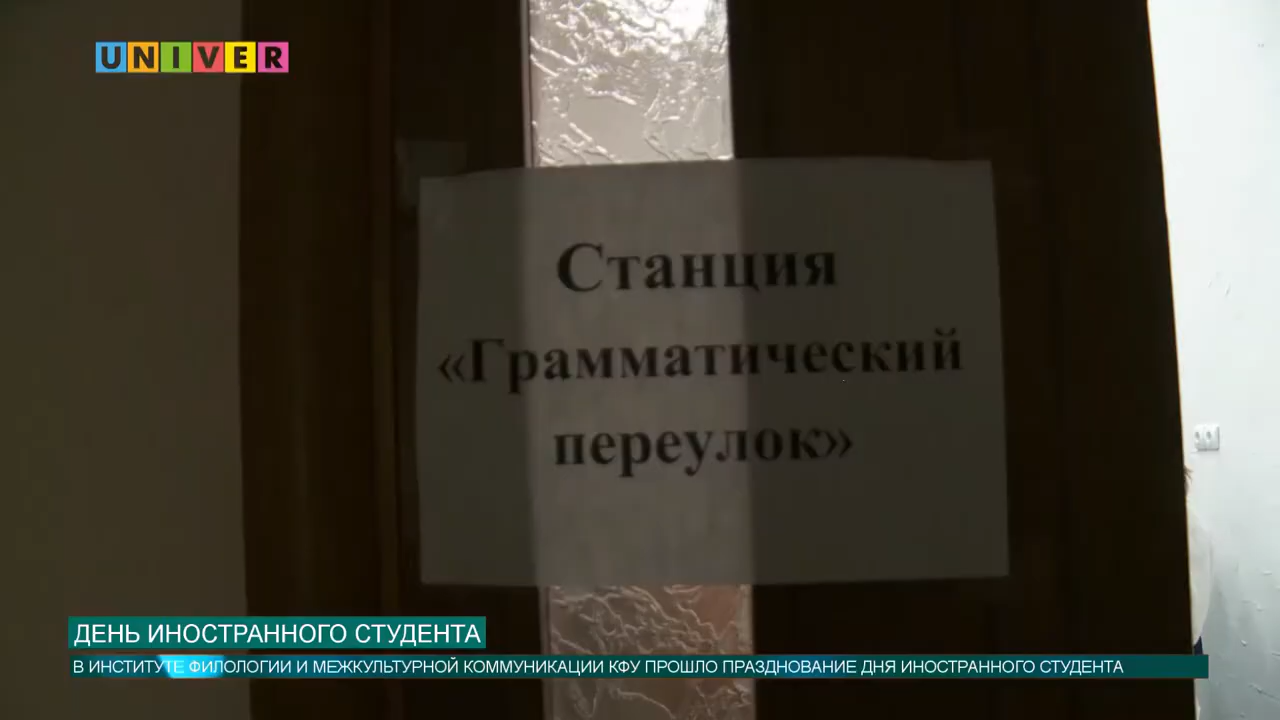 UNIVER
Станция
«Грамматический
переулок»
ДЕНЬ ИНОСТРАННОГО СТУДЕНТА
В ИНСТИТУТЕ ФИЛОЛОГИИ И МЕЖКУЛЬТУРНОЙ КОММУНИКАЦИИ КФУ ПРОШЛО ПРАЗДНОВАНИЕ ДНЯ ИНОСТРАННОГО СТУДЕНТА